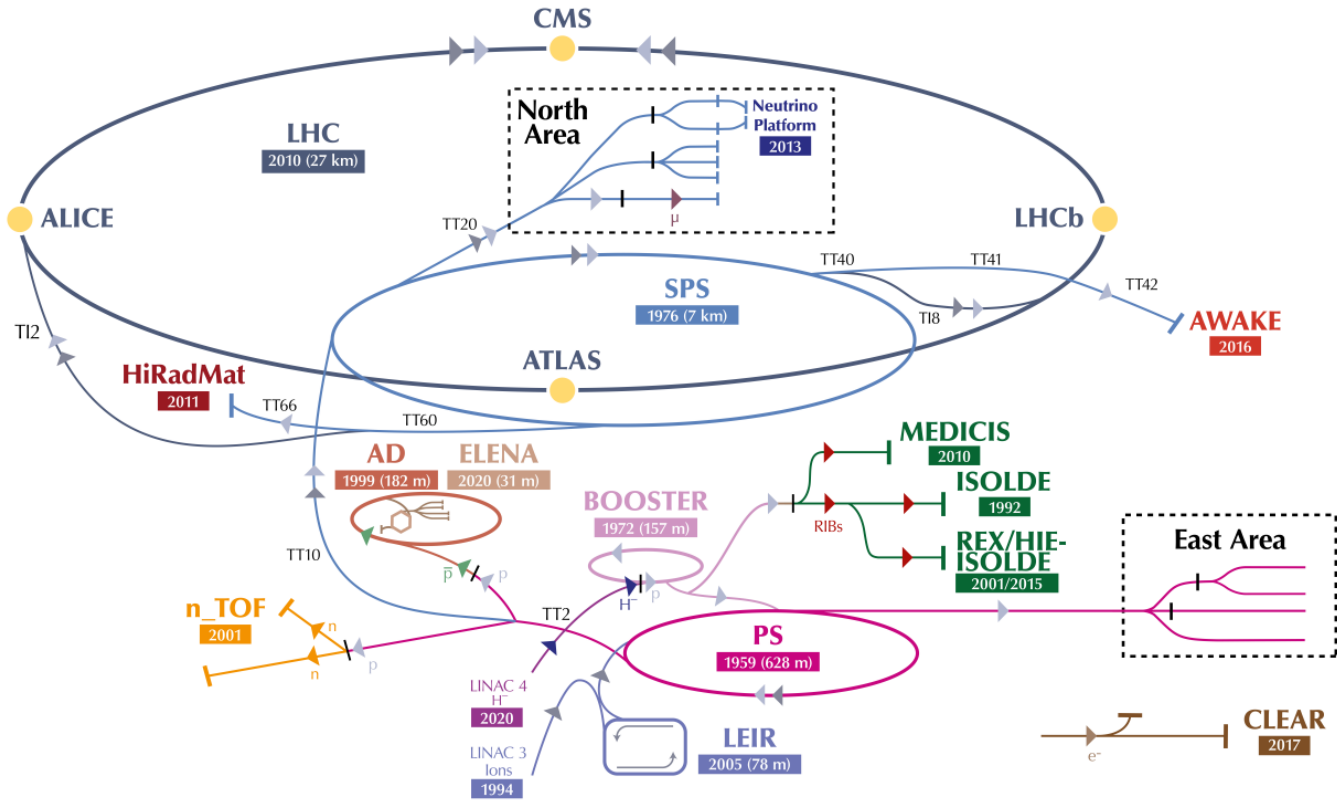 CMS
LHC
2010 (27 km)
North
Area
Neutrino
Platform
2013
μ
ALICE
LHCb
TT20
TT40
TT41
TT42
SPS
1976 (7 km)
TI8
AWAKE
2016
TI2
ATLAS
HiRadMat
2011
TT66
TT60
AD
1999 (182 m)
ELENA
2020 (31 m)
MEDICIS
2010
BOOSTER
1972 (157 m)
ISOLDE
1992
RIBs
REX/HIE-
ISOLDE
2001/2015
East Area
TT10
p̅
p
H⁻
p
n_TOF
2001
n
n
p
TT2
PS
1959 (628 m)
LINAC 4
H⁻
2020
LINAC 3
Ions
1994
LEIR
2005 (78 m)
e-
CLEAR
2017